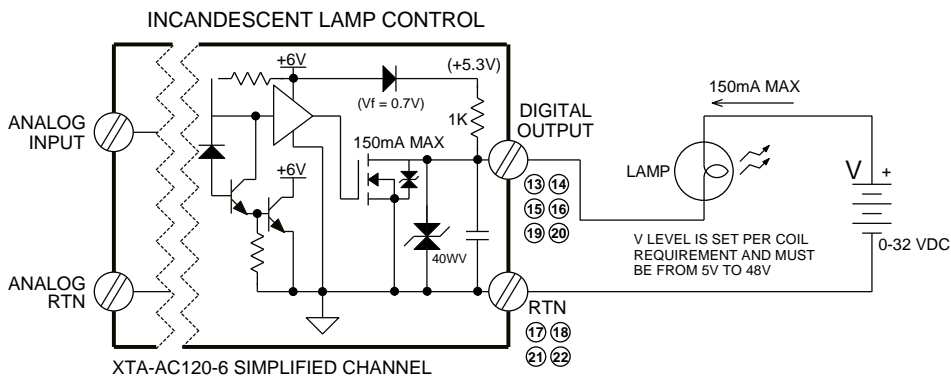 INCANDESCENT LAMP CONTROL
+6V
(+5.3V)
(Vf = 0.7V)
1K
DIGITAL
OUTPUT
150mA MAX
ANALOG
INPUT
150mA MAX
LAMP
V
+
+6V
13 14
15 16
19 20
40WV
V LEVEL IS SET PER COIL
REQUIREMENT AND MUST
BE FROM 5V TO 48V
0-32 VDC
ANALOG
RTN
RTN
17 18
21 22
XTA-AC120-6 SIMPLIFIED CHANNEL